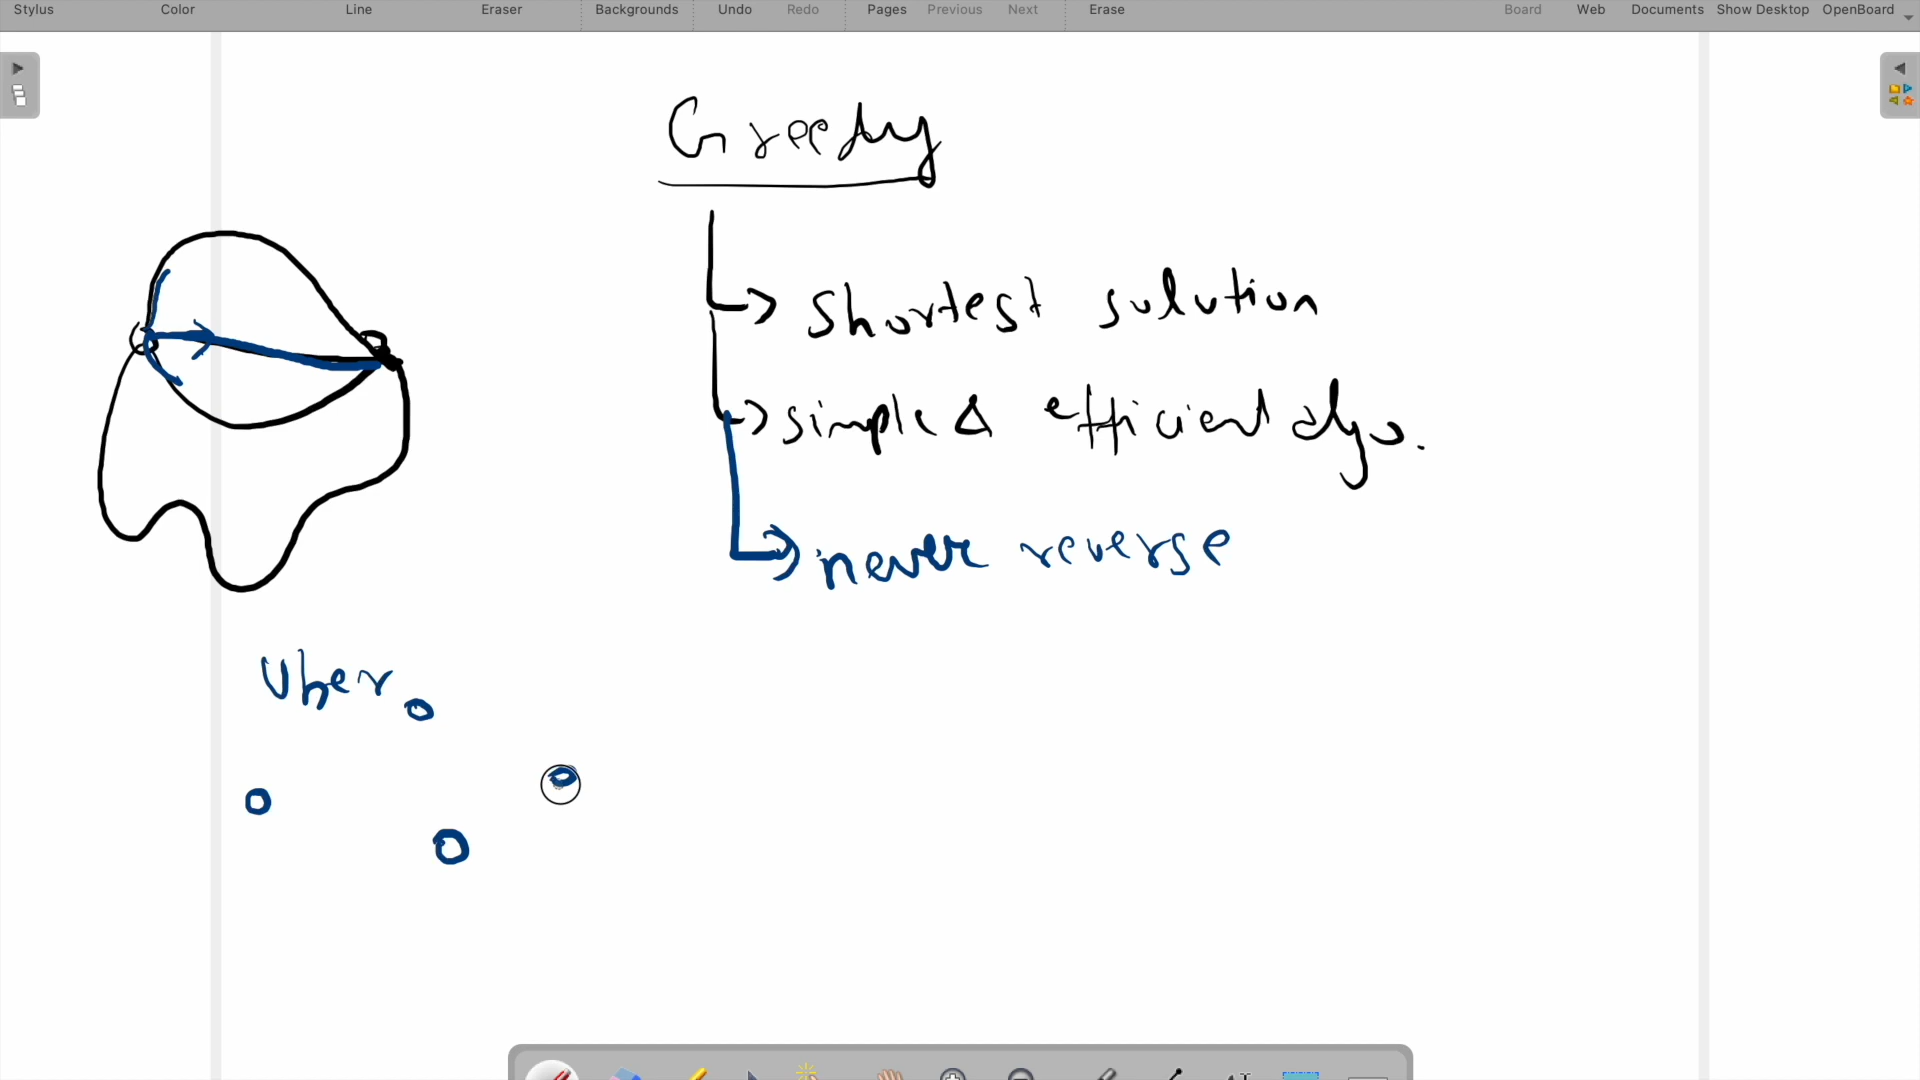 Stylus Color Line Eraser Backgrounds Undo Redo Pages Previous Next Erase Board Web Documents Show Desktop OpenBoard
Greedy
Shortest solution
simple & efficient algo.
never reverse
Uber